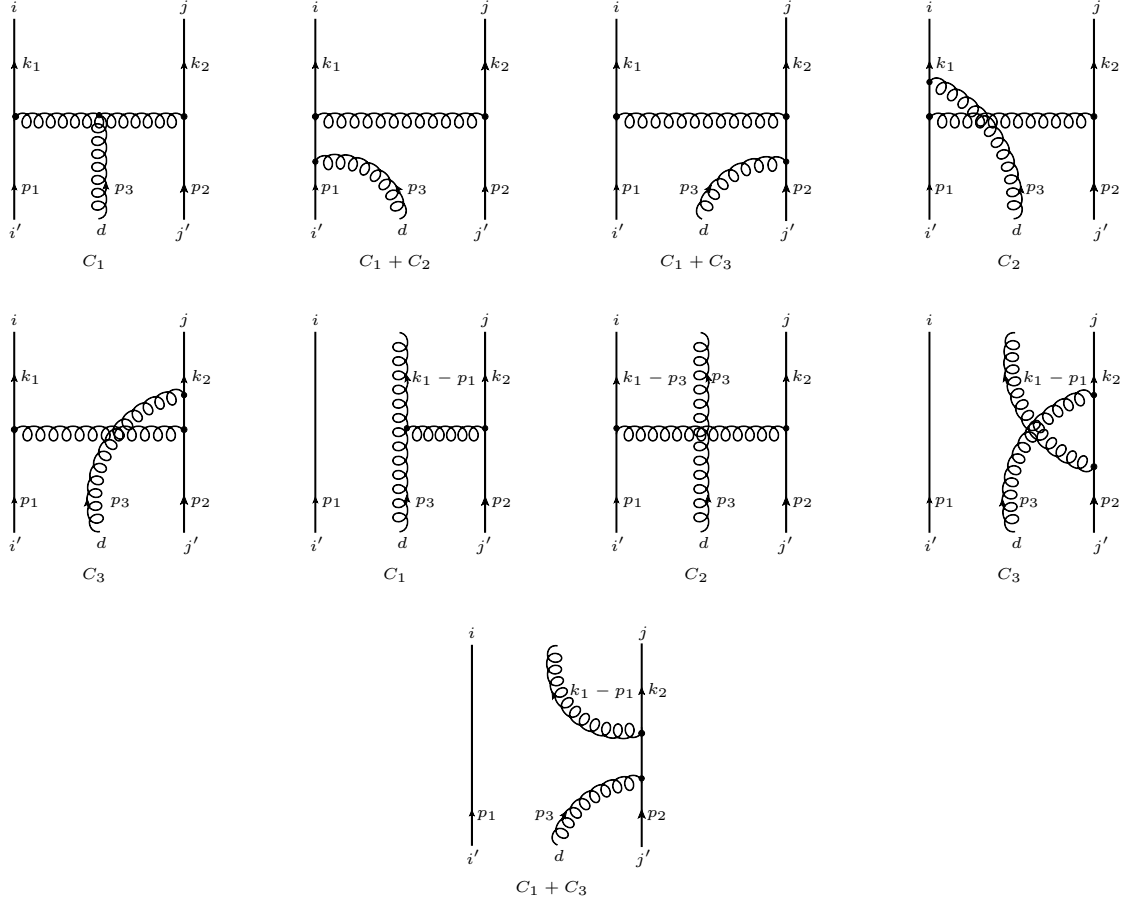 i j i j i j i j
k₁ k₂ k₁ k₂ k₁ k₂ k₁ k₂
p₁ p₃ p₂ p₁ p₃ p₂ p₁ p₃ p₂ p₁ p₃ p₂
i′ d j′ i′ d j′ i′ d j′ i′ d j′
C₁ C₁ + C₂ C₁ + C₃ C₂
i j i j i j i j
k₁ k₂ k₁ − p₁ k₂ k₁ − p₃ p₃ k₂ k₁ − p₁ k₂
p₁ p₃ p₂ p₁ p₃ p₂ p₁ p₃ p₂ p₁ p₃ p₂
i′ d j′ i′ d j′ i′ d j′ i′ d j′
C₃ C₁ C₂ C₃
i j
k₁ − p₁ k₂
p₁ p₃ p₂
i′ d j′
C₁ + C₃